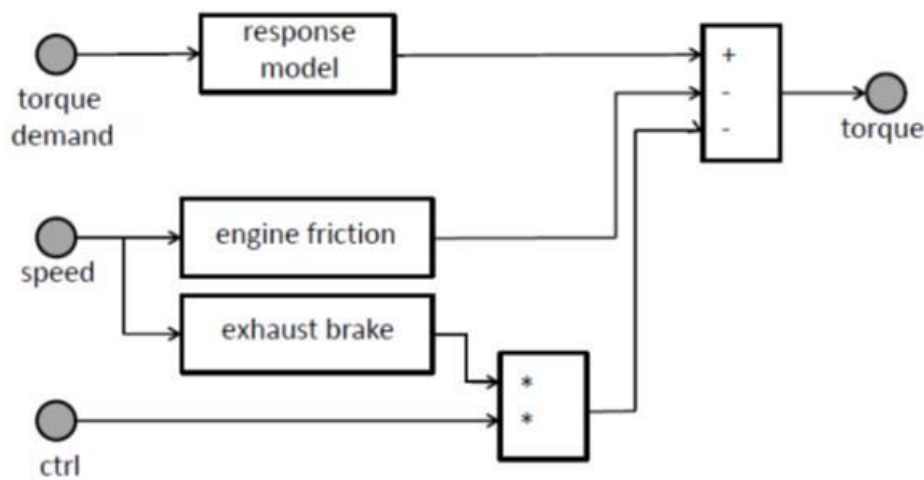 response
model
+
-
-
torque
demand
torque
engine friction
speed
exhaust brake
*
*
ctrl